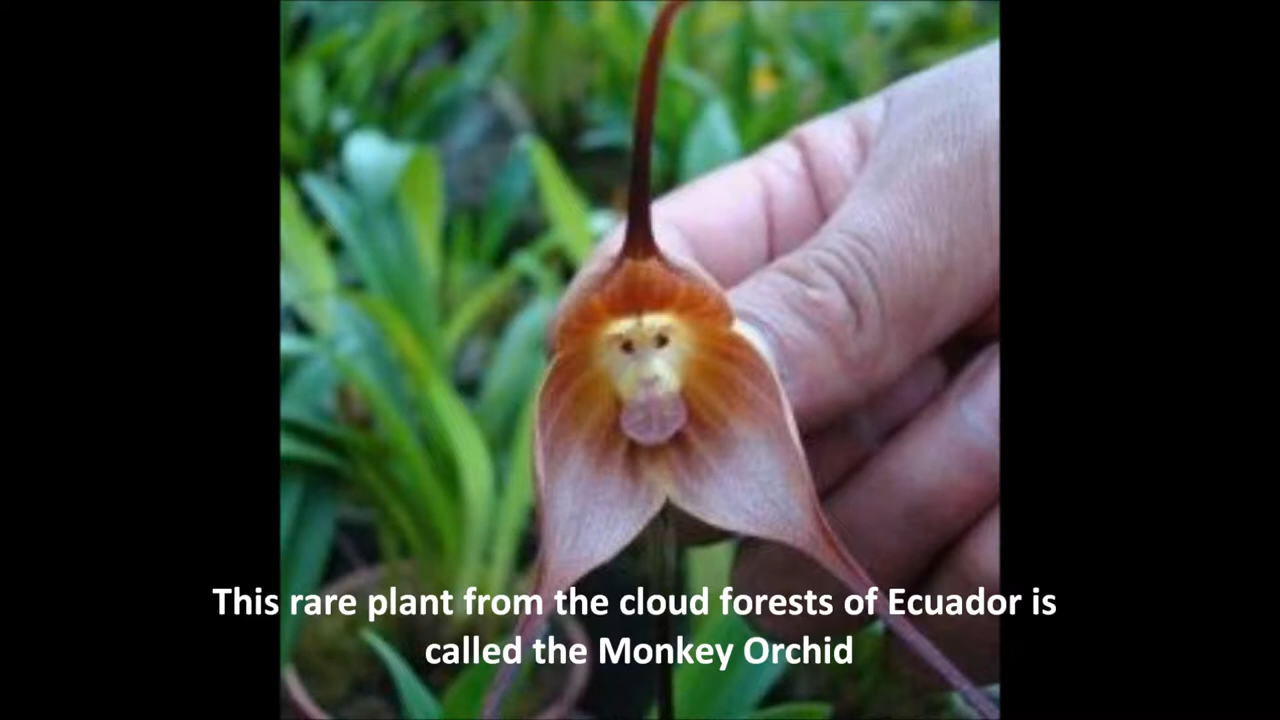 This rare plant from the cloud forests of Ecuador is
called the Monkey Orchid